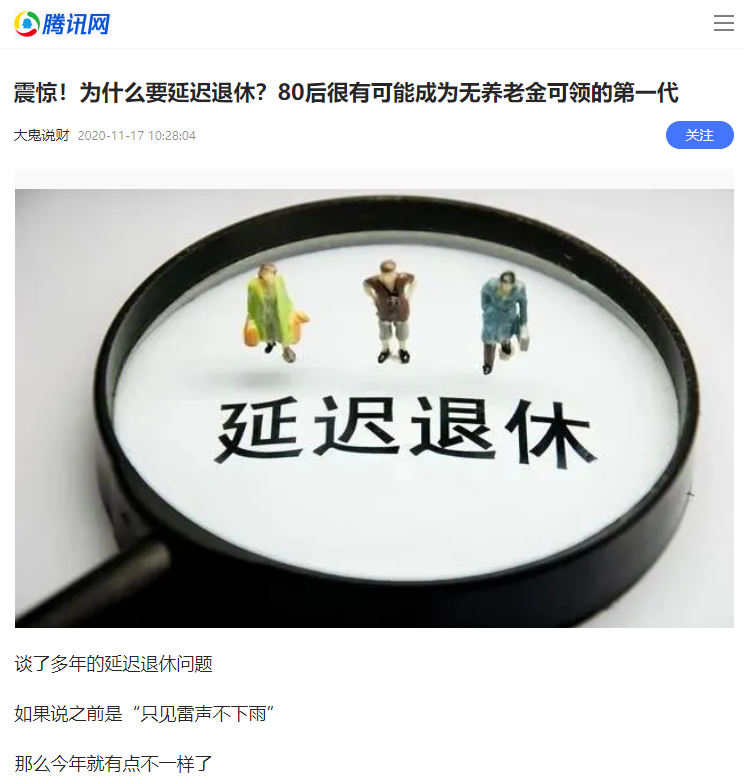 腾讯网
震惊！为什么要延迟退休？80后很有可能成为无养老金可领的第一代
大鬼说财 2020-11-17 10:28:04
关注
延迟退休
谈了多年的延迟退休问题
如果说之前是“只见雷声不下雨”
那么今年就有点不一样了